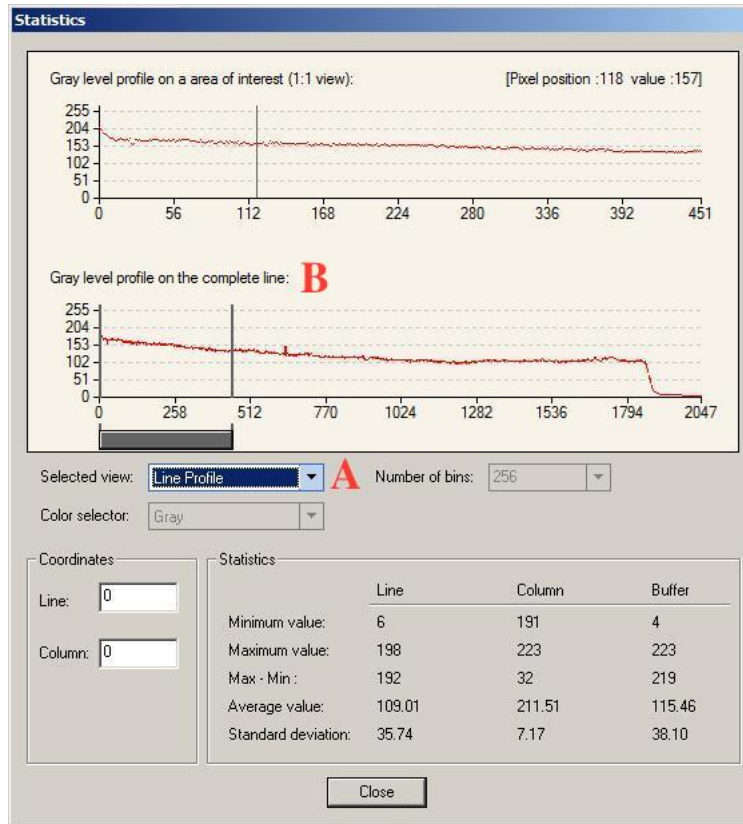 Statistics
Gray level profile on a area of interest (1:1 view): [Pixel position :118 value :157]
255
204
153
102
51
0
0 56 112 168 224 280 336 392 451
Gray level profile on the complete line: B
255
204
153
102
51
0
0 258 512 770 1024 1282 1536 1794 2047
Selected view: Line Profile A Number of bins: 256
Color selector: Gray
Coordinates
Line: 0
Column: 0
Statistics
Line Column Buffer
Minimum value: 6 191 4
Maximum value: 198 223 223
Max - Min : 192 32 219
Average value: 109.01 211.51 115.46
Standard deviation: 35.74 7.17 38.10
Close